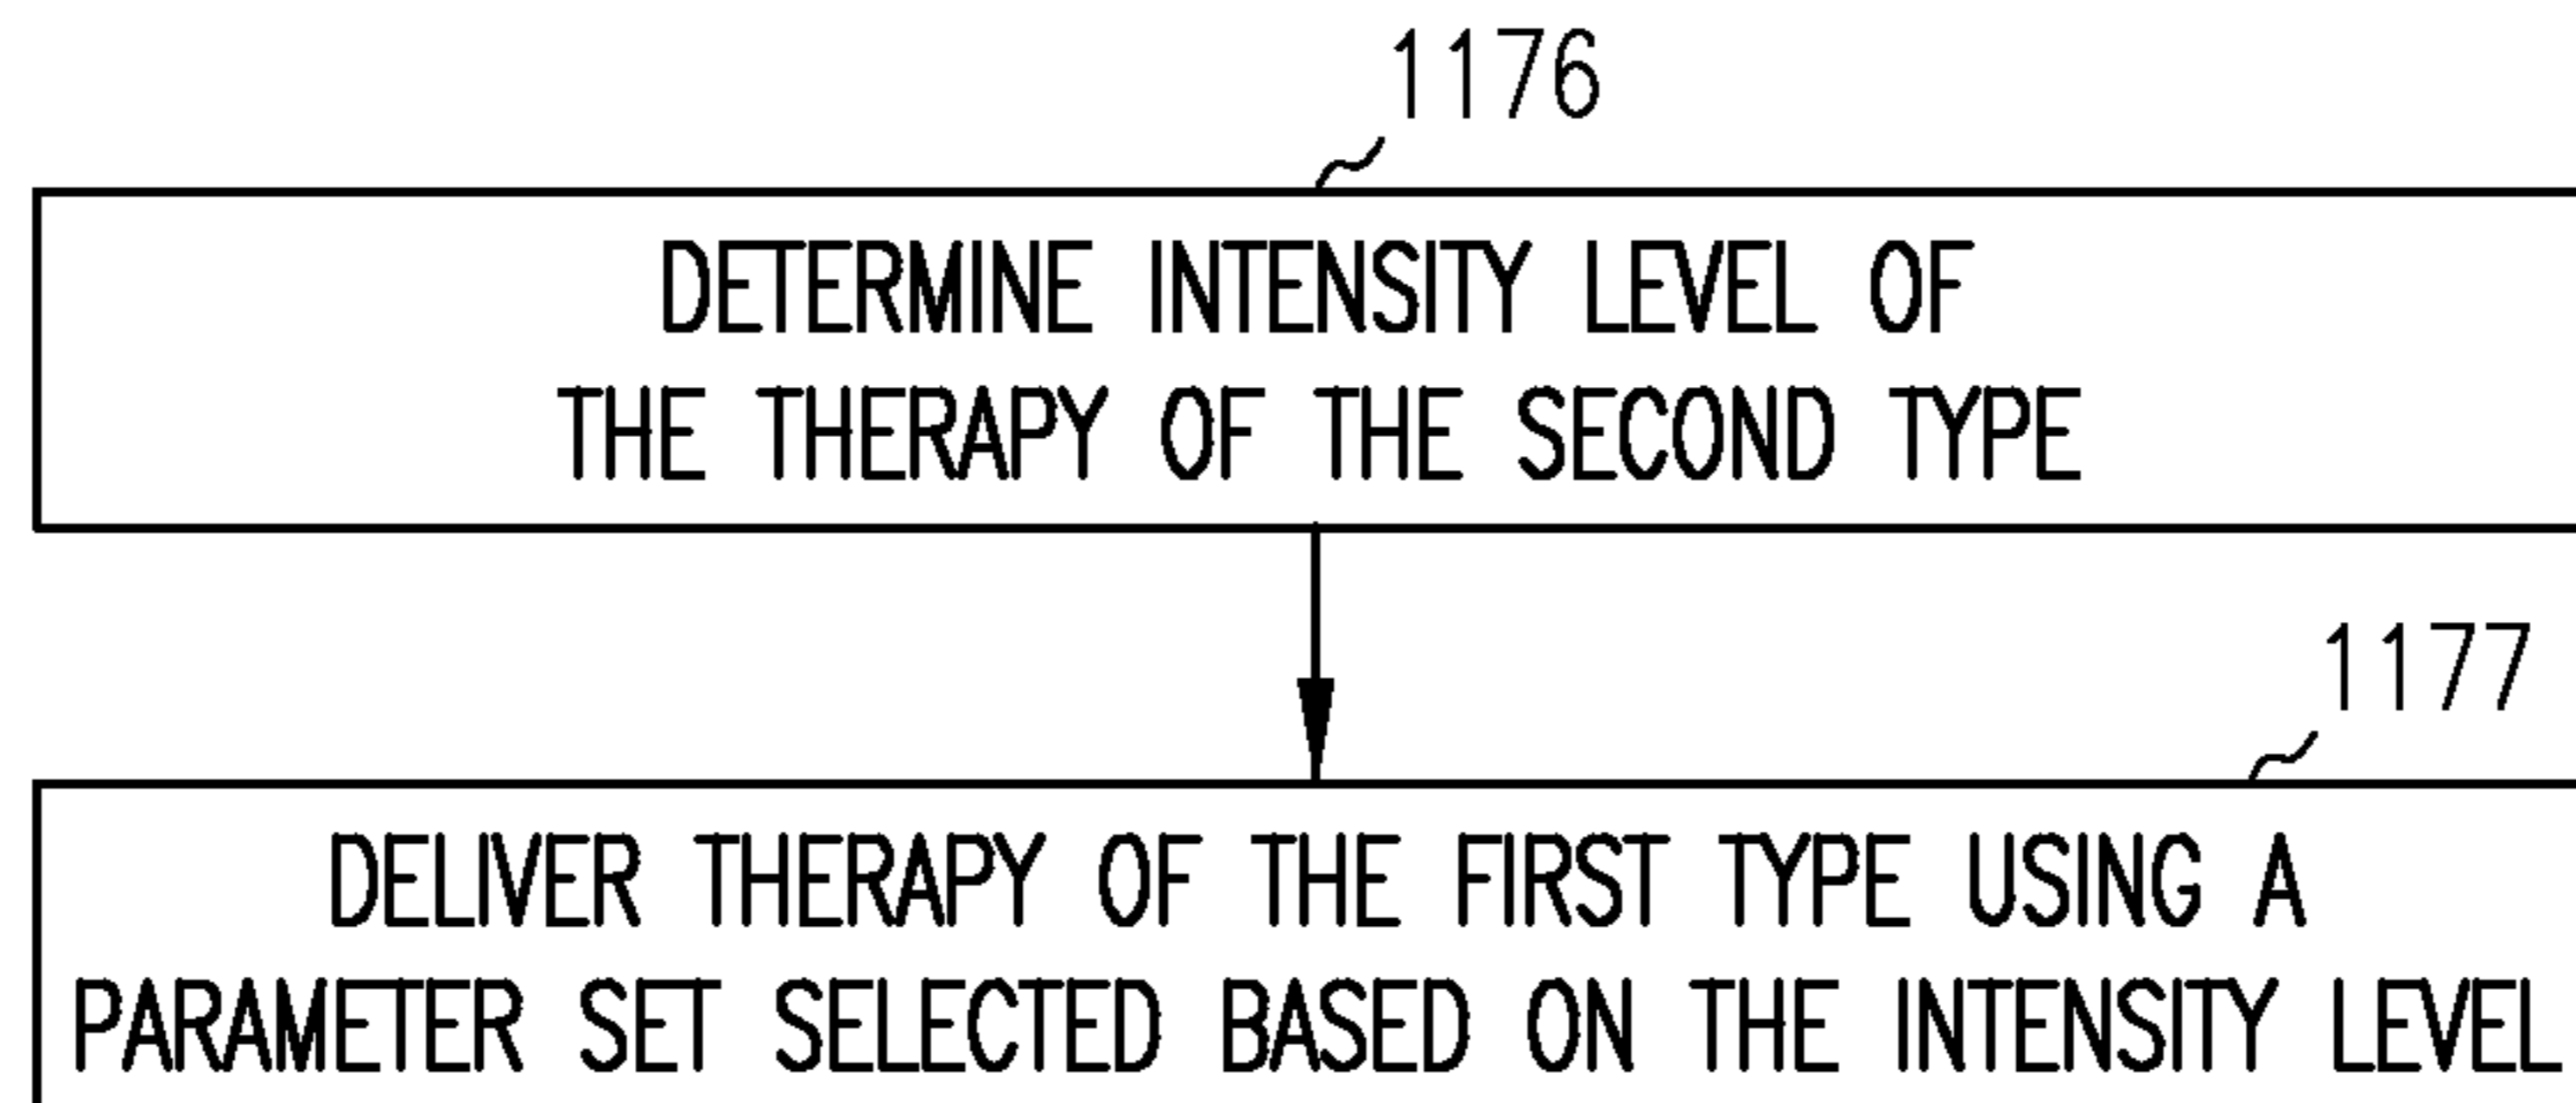 1176
DETERMINE INTENSITY LEVEL OF
THE THERAPY OF THE SECOND TYPE
1177
DELIVER THERAPY OF THE FIRST TYPE USING A
PARAMETER SET SELECTED BASED ON THE INTENSITY LEVEL